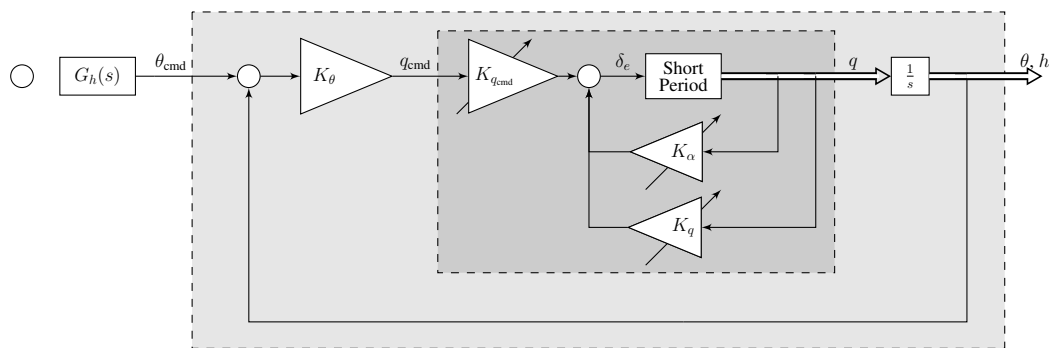 G_h(s)
θ_cmd
K_θ
q_cmd
K_{q_cmd}
δ_e
Short
Period
q
1/s
θ, h
K_α
K_q